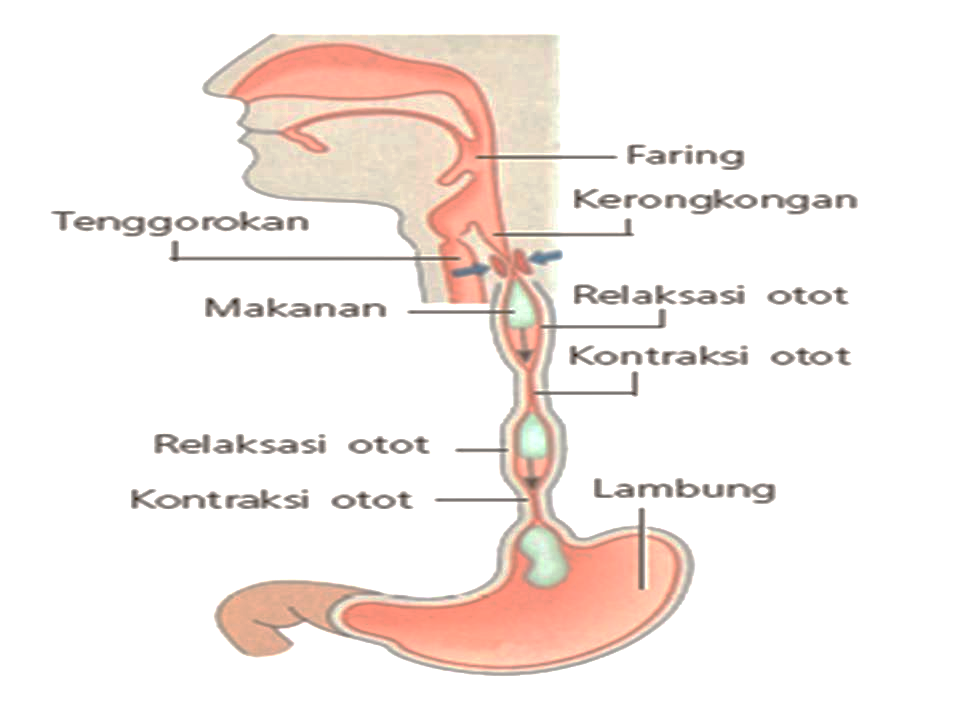 Faring
Kerongkongan
Tenggorokan
Makanan
Relaksasi otot
Kontraksi otot
Relaksasi otot
Kontraksi otot
Lambung